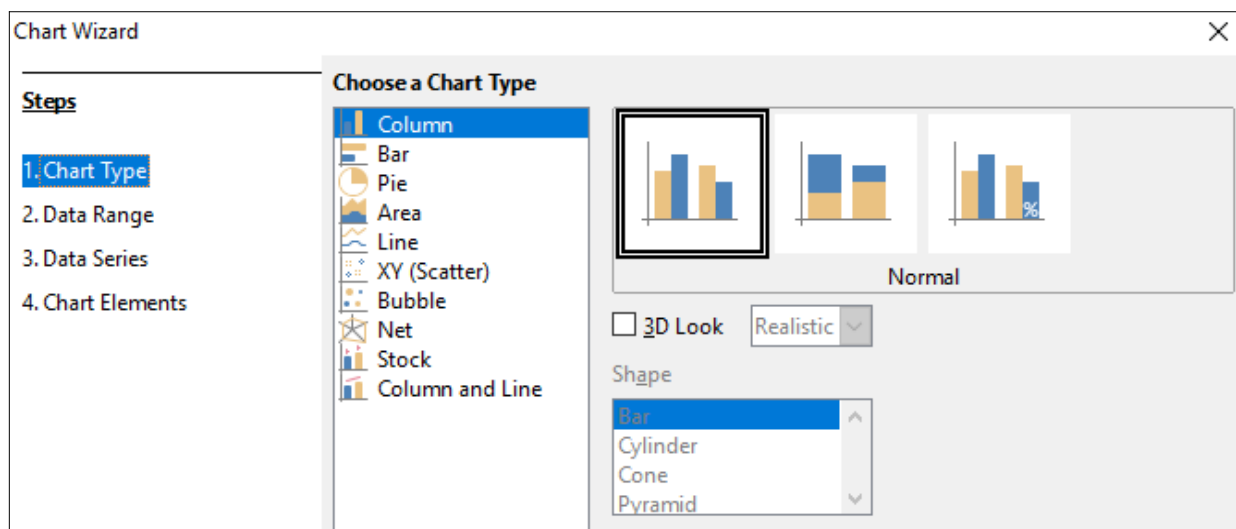 Chart Wizard
Steps
1. Chart Type
2. Data Range
3. Data Series
4. Chart Elements
Choose a Chart Type
Column
Bar
Pie
Area
Line
XY (Scatter)
Bubble
Net
Stock
Column and Line
%
Normal
3D Look
Realistic
Shape
Bar
Cylinder
Cone
Pyramid